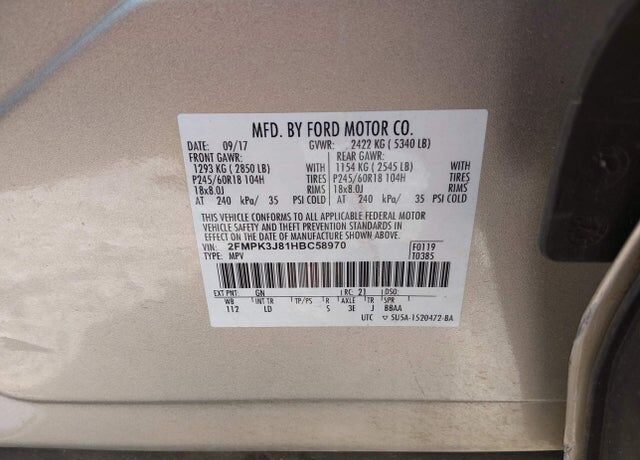 MFD. BY FORD MOTOR CO.
DATE: 09/17 GVWR: 2422 KG ( 5340 LB)
FRONT GAWR: REAR GAWR:
1293 KG ( 2850 LB) WITH 1154 KG ( 2545 LB) WITH
P245/60R18 104H TIRES P245/60R18 104H TIRES
18x8.0J RIMS 18x8.0J RIMS
AT 240 kPa/ 35 PSI COLD AT 240 kPa/ 35 PSI COLD
THIS VEHICLE CONFORMS TO ALL APPLICABLE FEDERAL MOTOR
VEHICLE SAFETY AND THEFT PREVENTION STANDARDS IN
EFFECT ON THE DATE OF MANUFACTURE SHOWN ABOVE.
VIN: 2FMPK3J81HBC58970 F0119
TYPE: MPV T0385
EXT PNT: GN RC: 21 DSO:
WB INT TR TP/PS R AXLE TR SPR
112 LD S 3E J BBAA
UTC ▽ 5U5A-1520472-BA